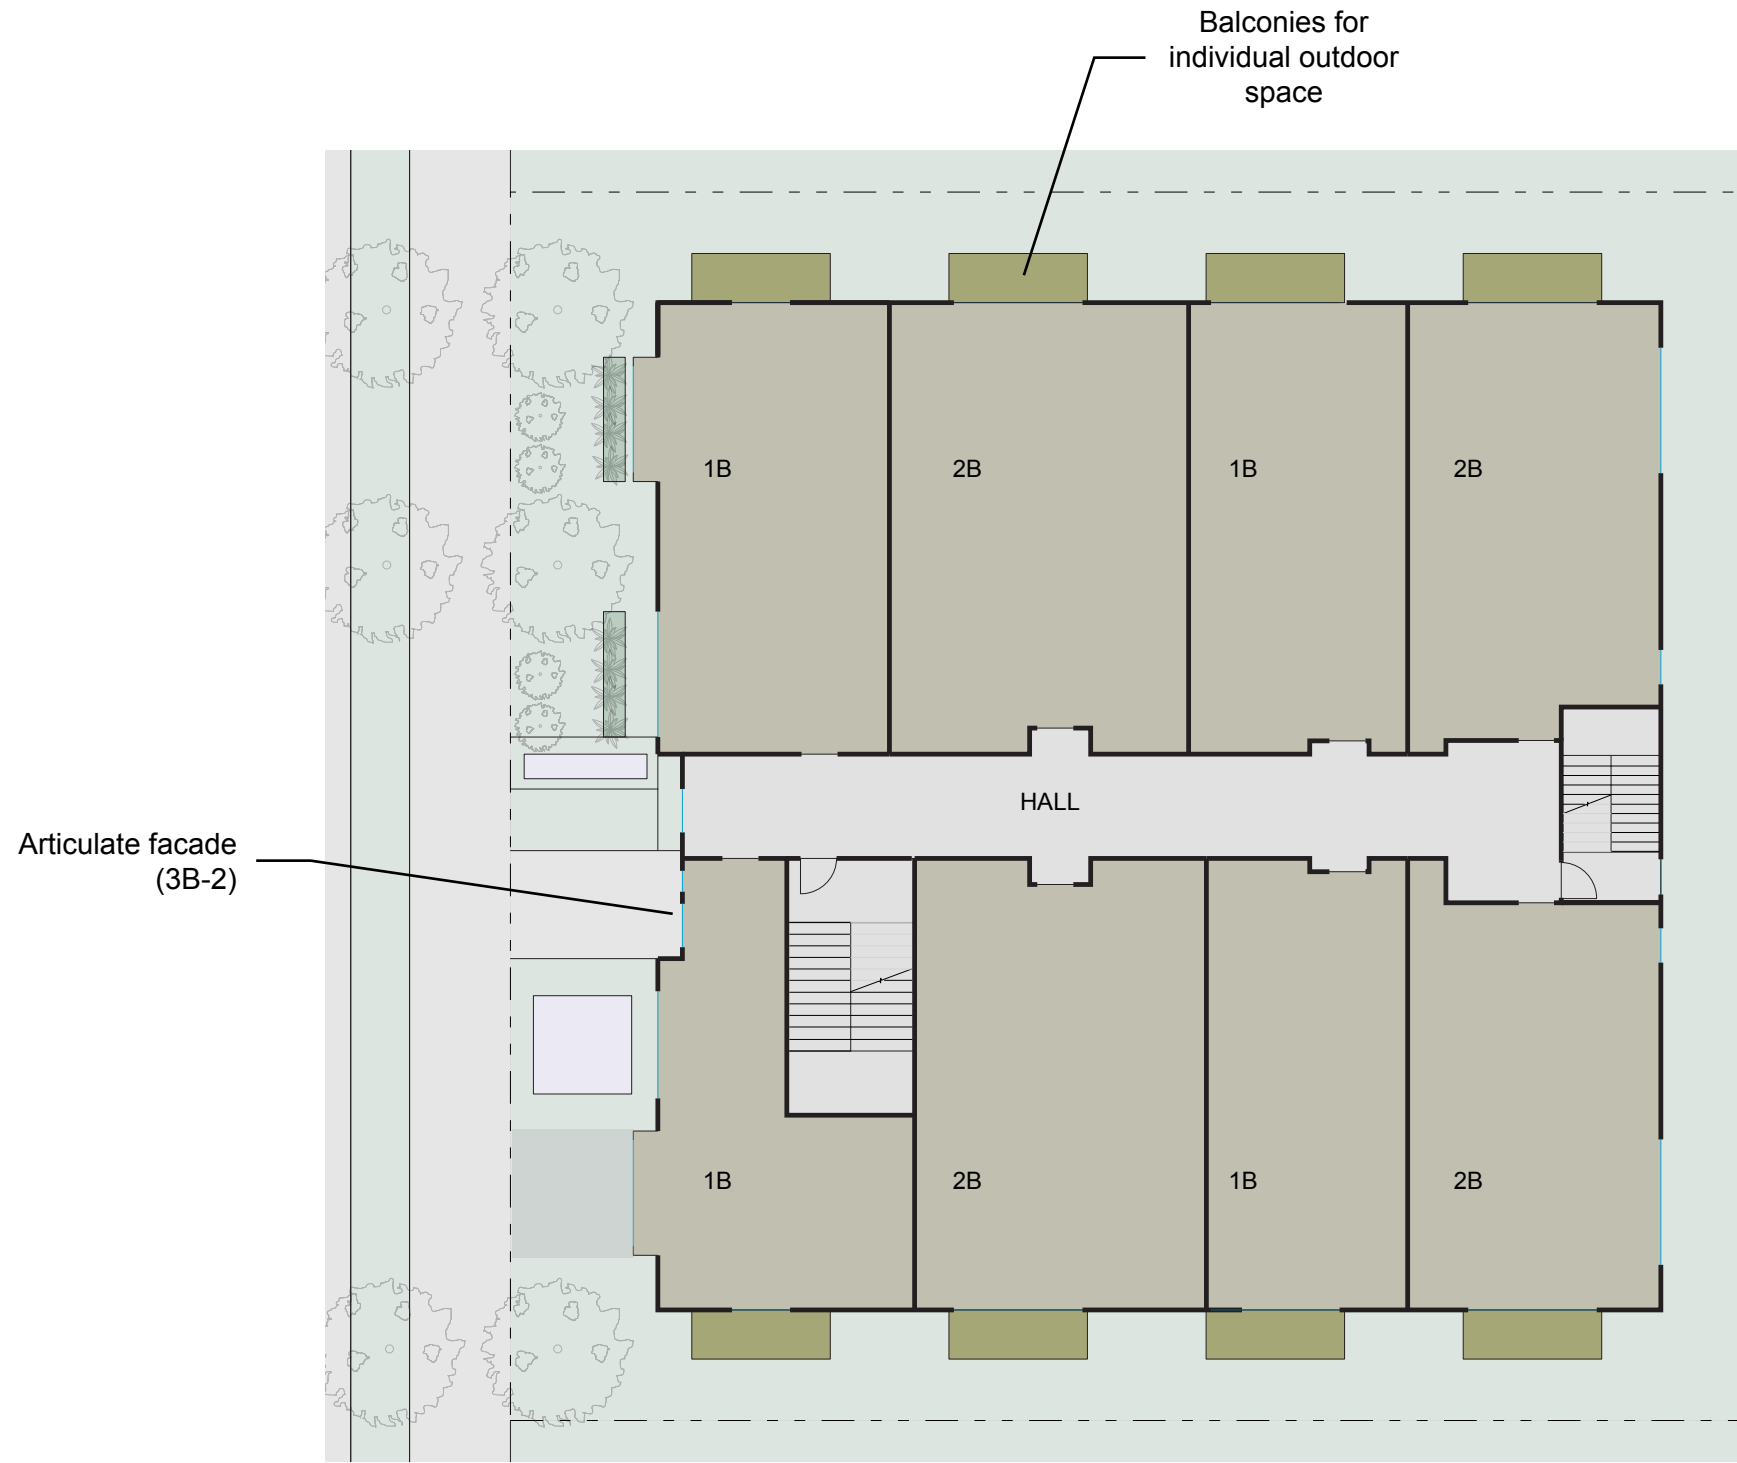 Balconies for
individual outdoor
space
1B
2B
1B
2B
HALL
Articulate facade
(3B-2)
1B
2B
1B
2B